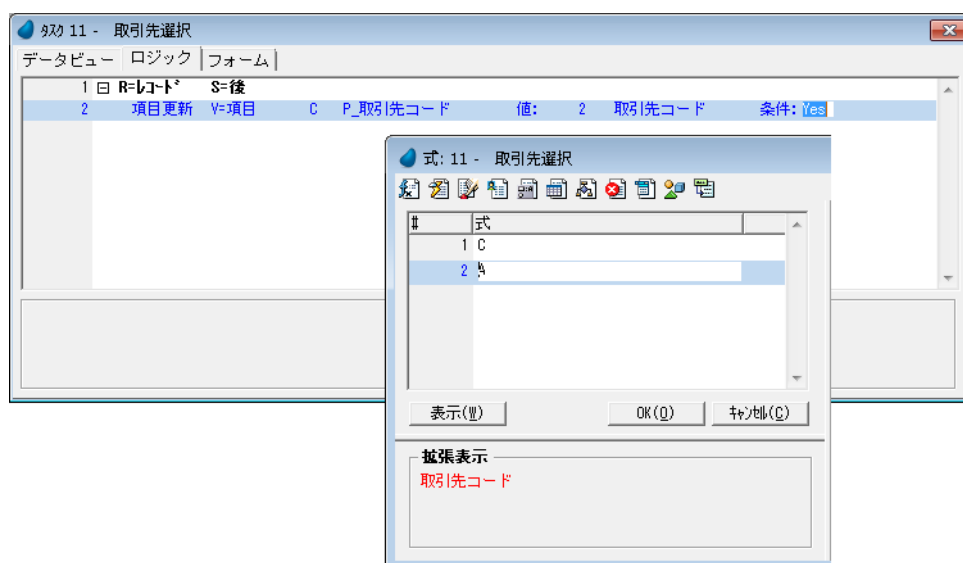 ﾀｽｸ 11 - 取引先選択
データビュー ロジック フォーム
1 R=ﾚｺｰﾄﾞ S=後
2 項目更新 V=項目 C P_取引先コード 値: 2 取引先コード 条件: Yes
式: 11 - 取引先選択
# 式
1 C
2 A
表示(W) OK(O) ｷｬﾝｾﾙ(C)
拡張表示
取引先コード